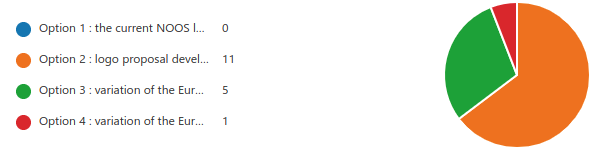 Option 1 : the current NOOS l... 0
Option 2 : logo proposal devel... 11
Option 3 : variation of the Eur... 5
Option 4 : variation of the Eur... 1